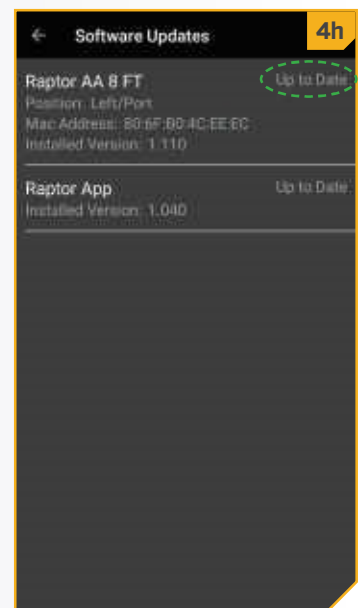 ← Software Updates
4h
Raptor AA 8 FT Up to Date
Position: Left/Port
Mac Address: B0:6F:B0:4C:EE:EC
Installed Version: 1.110
Raptor App Up to Date
Installed Version: 1.040